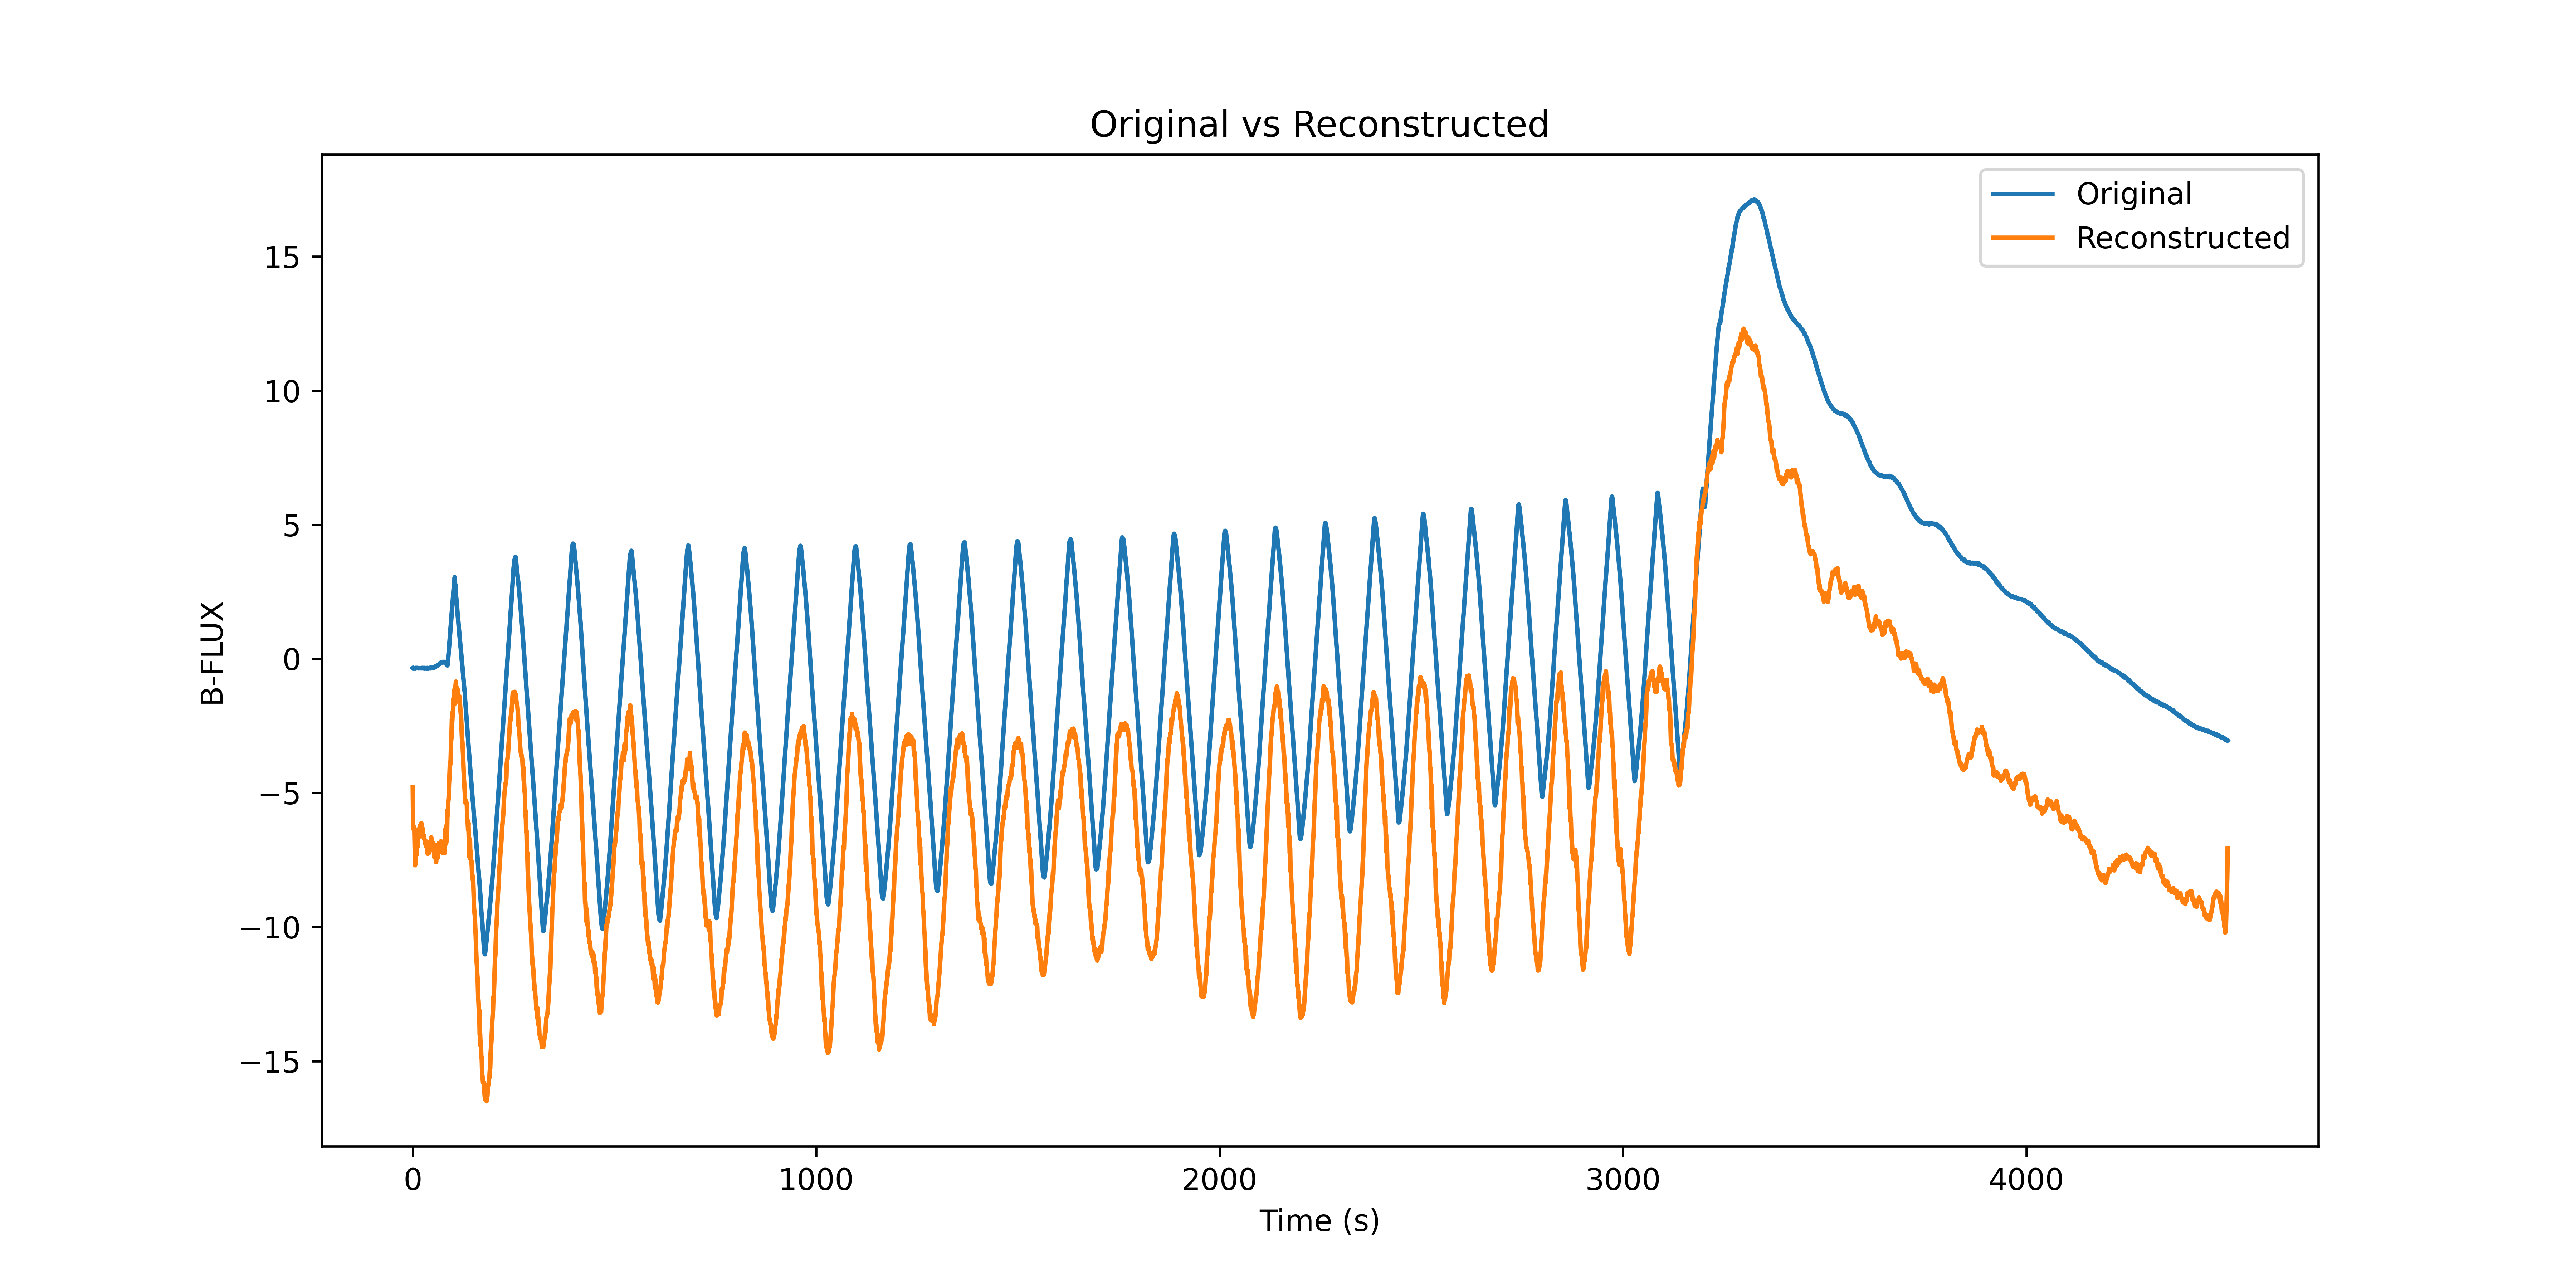 Original vs Reconstructed
Original
Reconstructed
B-FLUX
15
10
5
0
−5
−10
−15
0 1000 2000 3000 4000
Time (s)